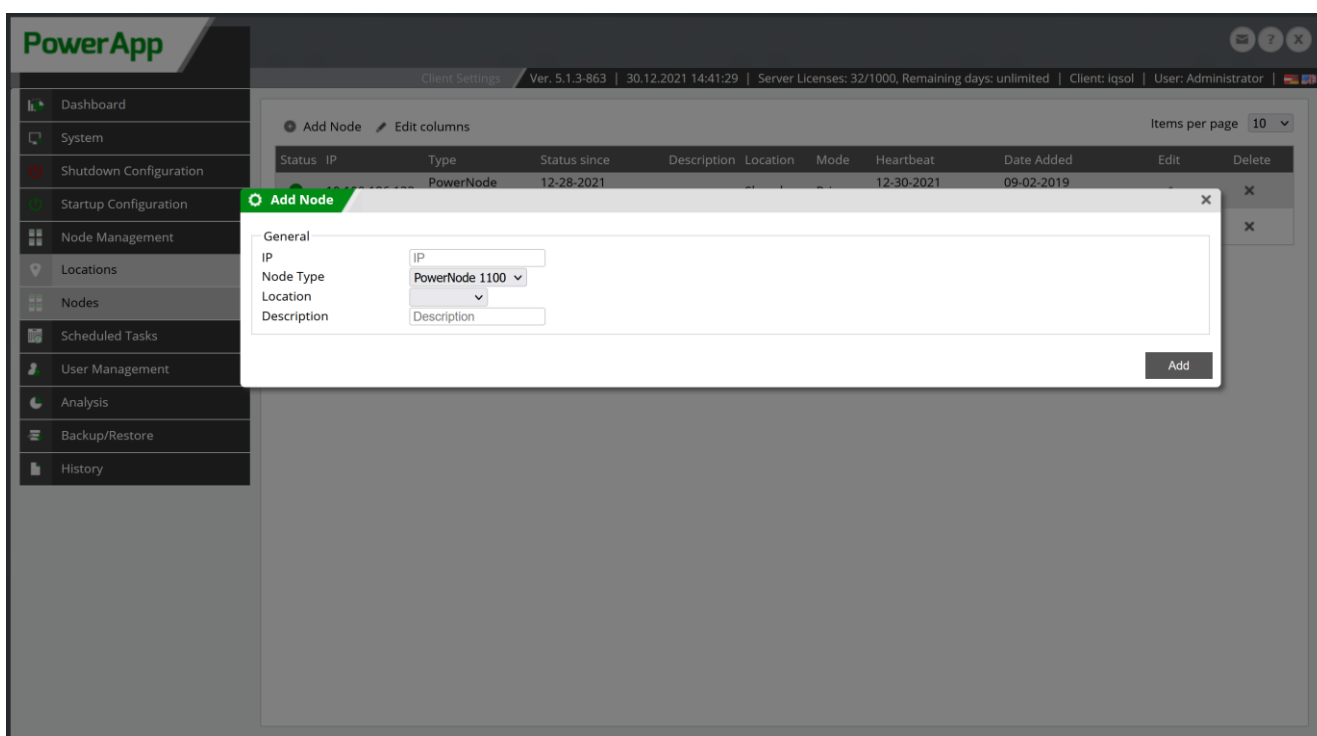 PowerApp
Client Settings Ver. 5.1.3-863 | 30.12.2021 14:41:29 | Server Licenses: 32/1000, Remaining days: unlimited | Client: iqsol | User: Administrator |
Dashboard
System
Shutdown Configuration
Startup Configuration
Node Management
Locations
Nodes
Scheduled Tasks
User Management
Analysis
Backup/Restore
History
Add Node Edit columns
Items per page 10
Status IP Type Status since Description Location Mode Heartbeat Date Added Edit Delete
PowerNode 12-28-2021 12-30-2021 09-02-2019
Add Node
General
IP IP
Node Type PowerNode 1100
Location
Description Description
Add